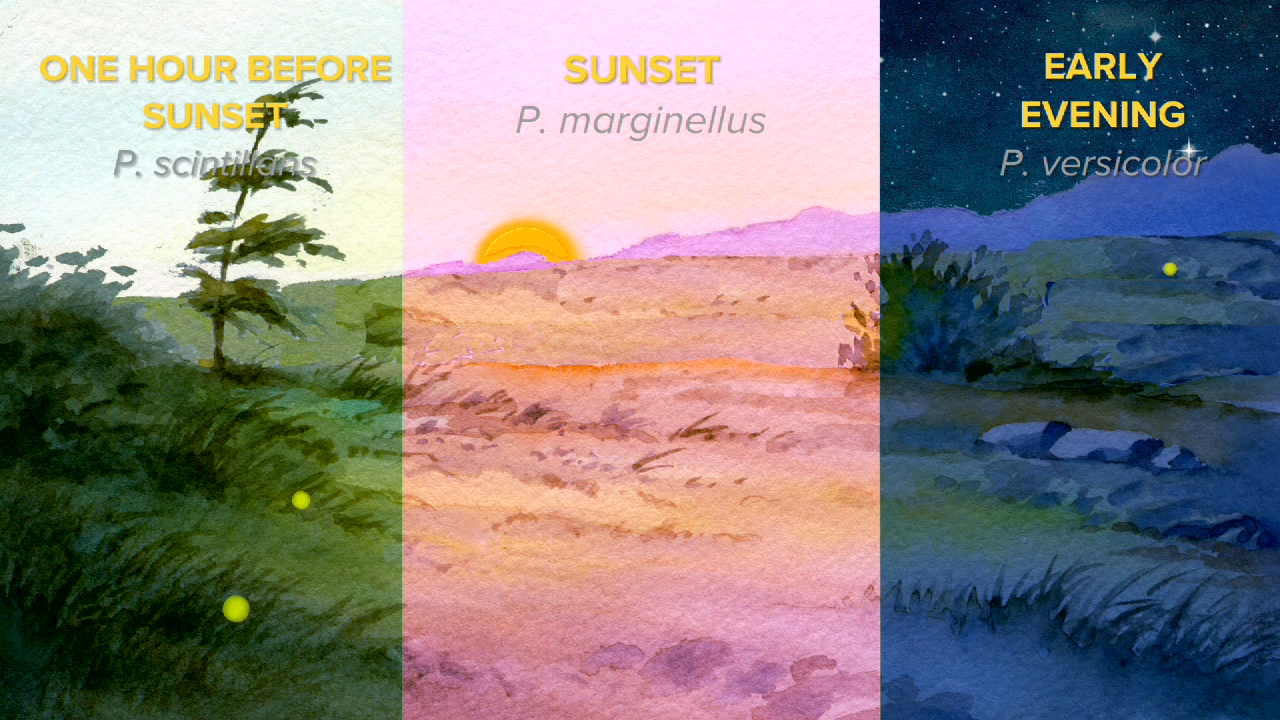 ONE HOUR BEFORE
SUNSET
P. scintillans
SUNSET
P. marginellus
EARLY
EVENING
P. versicolor